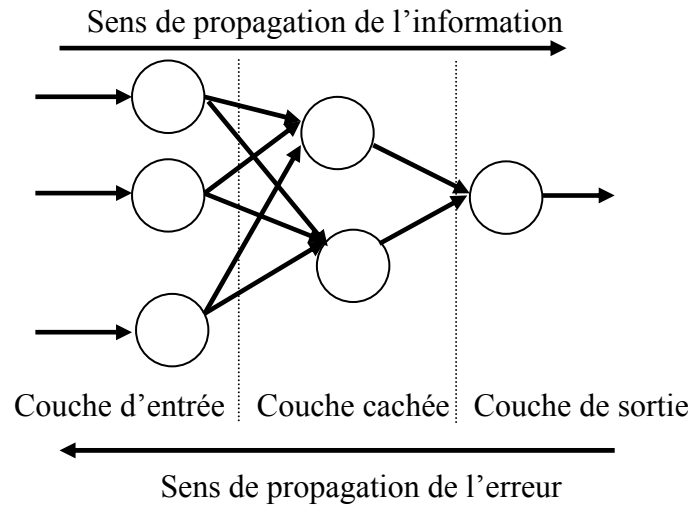 Sens de propagation de l’information
Couche d’entrée
Couche cachée
Couche de sortie
Sens de propagation de l’erreur